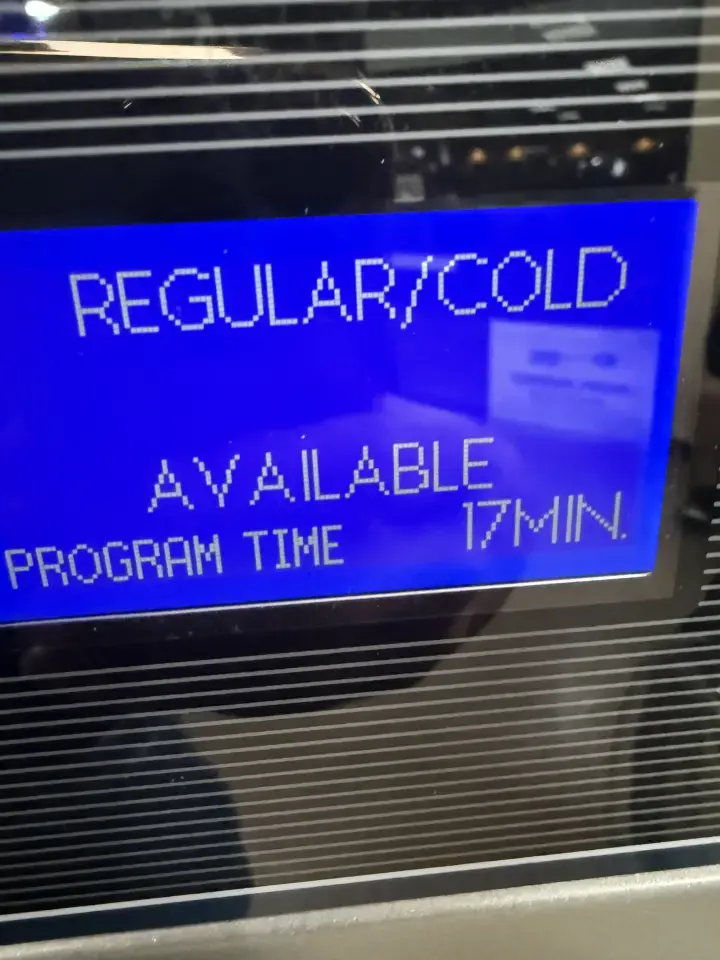 REGULAR/COLD
AVAILABLE
PROGRAM TIME 17MIN.